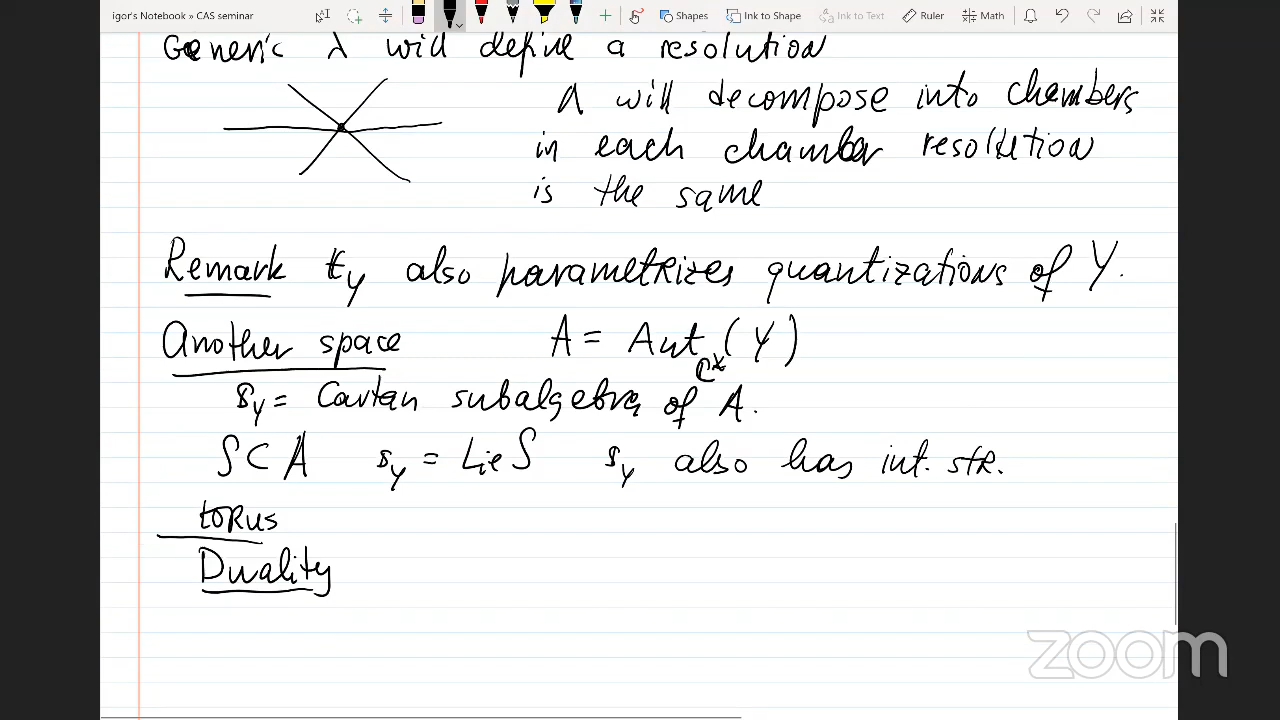 igor's Notebook » CAS seminar
Shapes Ink to Shape Ink to Text Ruler Math
Generic λ will define a resolution
will decompose into chambers
in each chamber resolution
is the same
Remark t_Y also parametrizes quantizations of Y.
Another space A = Aut_{C^*}(Y)
s_Y = Cartan subalgebra of A.
S ⊂ A s_Y = Lie S s_Y also has int. str.
torus
Duality
zoom